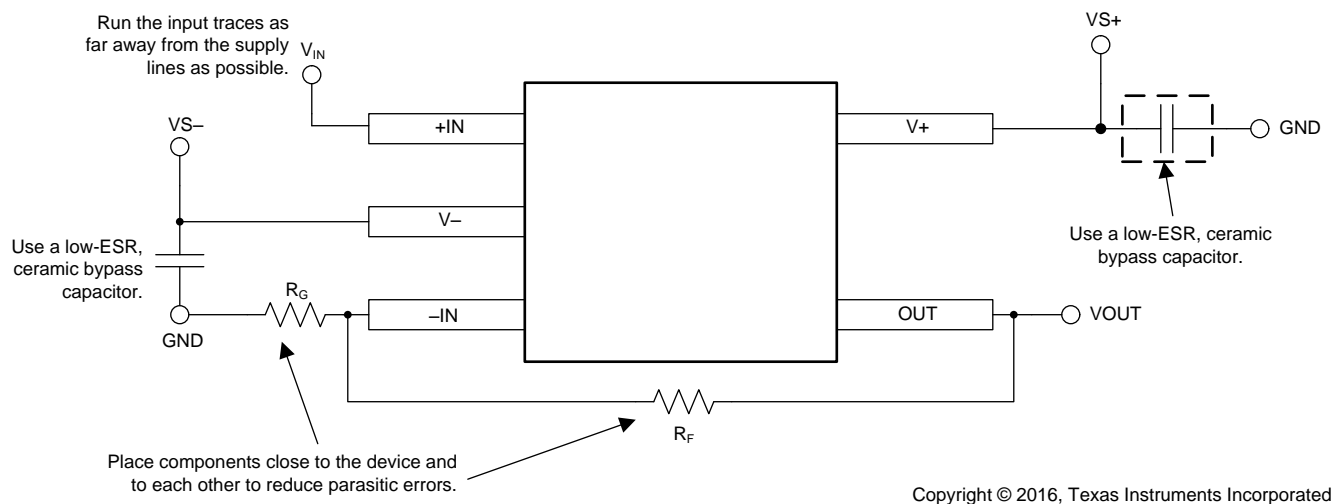 Run the input traces as
far away from the supply
lines as possible.
VIN
VS+
+IN
V+
GND
VS–
V–
Use a low-ESR,
ceramic bypass
capacitor.
Use a low-ESR, ceramic
bypass capacitor.
RG
–IN
OUT
VOUT
GND
RF
Place components close to the device and
to each other to reduce parasitic errors.
Copyright © 2016, Texas Instruments Incorporated